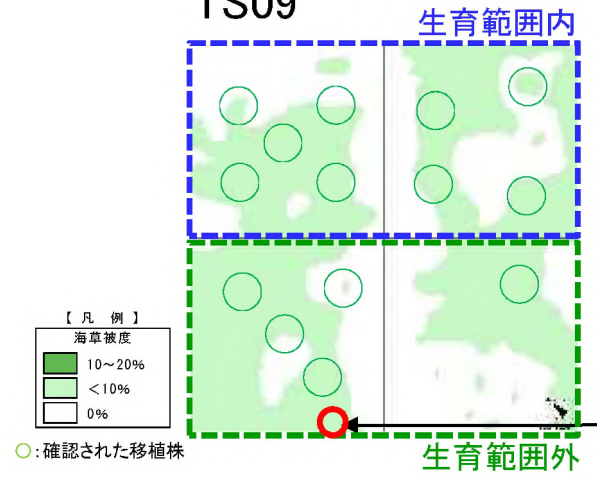 TS09
生育範囲内
【 凡 例 】
海草被度
10～20%
<10%
0%
○:確認された移植株
生育範囲外